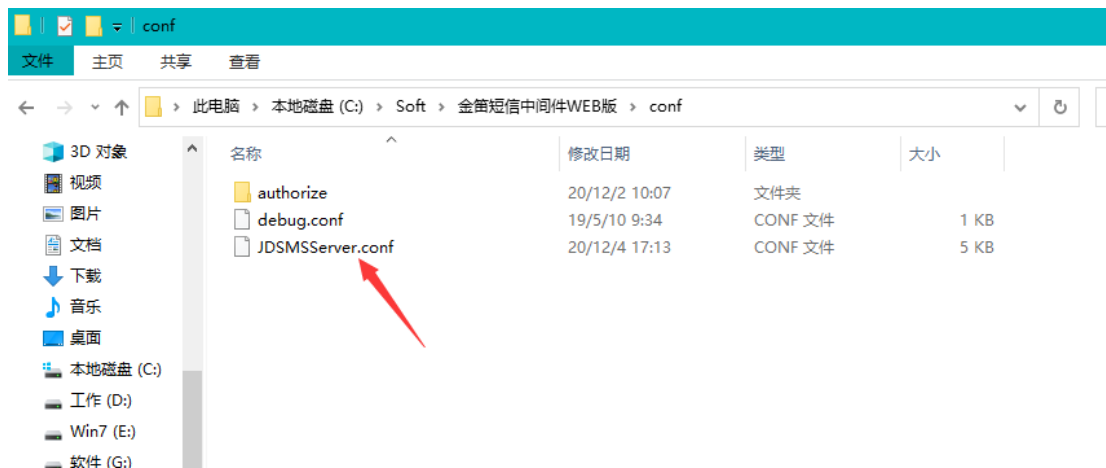 conf
文件 主页 共享 查看
此电脑 > 本地磁盘 (C:) > Soft > 金笛短信中间件WEB版 > conf
名称 修改日期 类型 大小
authorize 20/12/2 10:07 文件夹
debug.conf 19/5/10 9:34 CONF 文件 1 KB
JDSMSServer.conf 20/12/4 17:13 CONF 文件 5 KB
3D 对象
视频
图片
文档
下载
音乐
桌面
本地磁盘 (C:)
工作 (D:)
Win7 (E:)
软件 (G:)